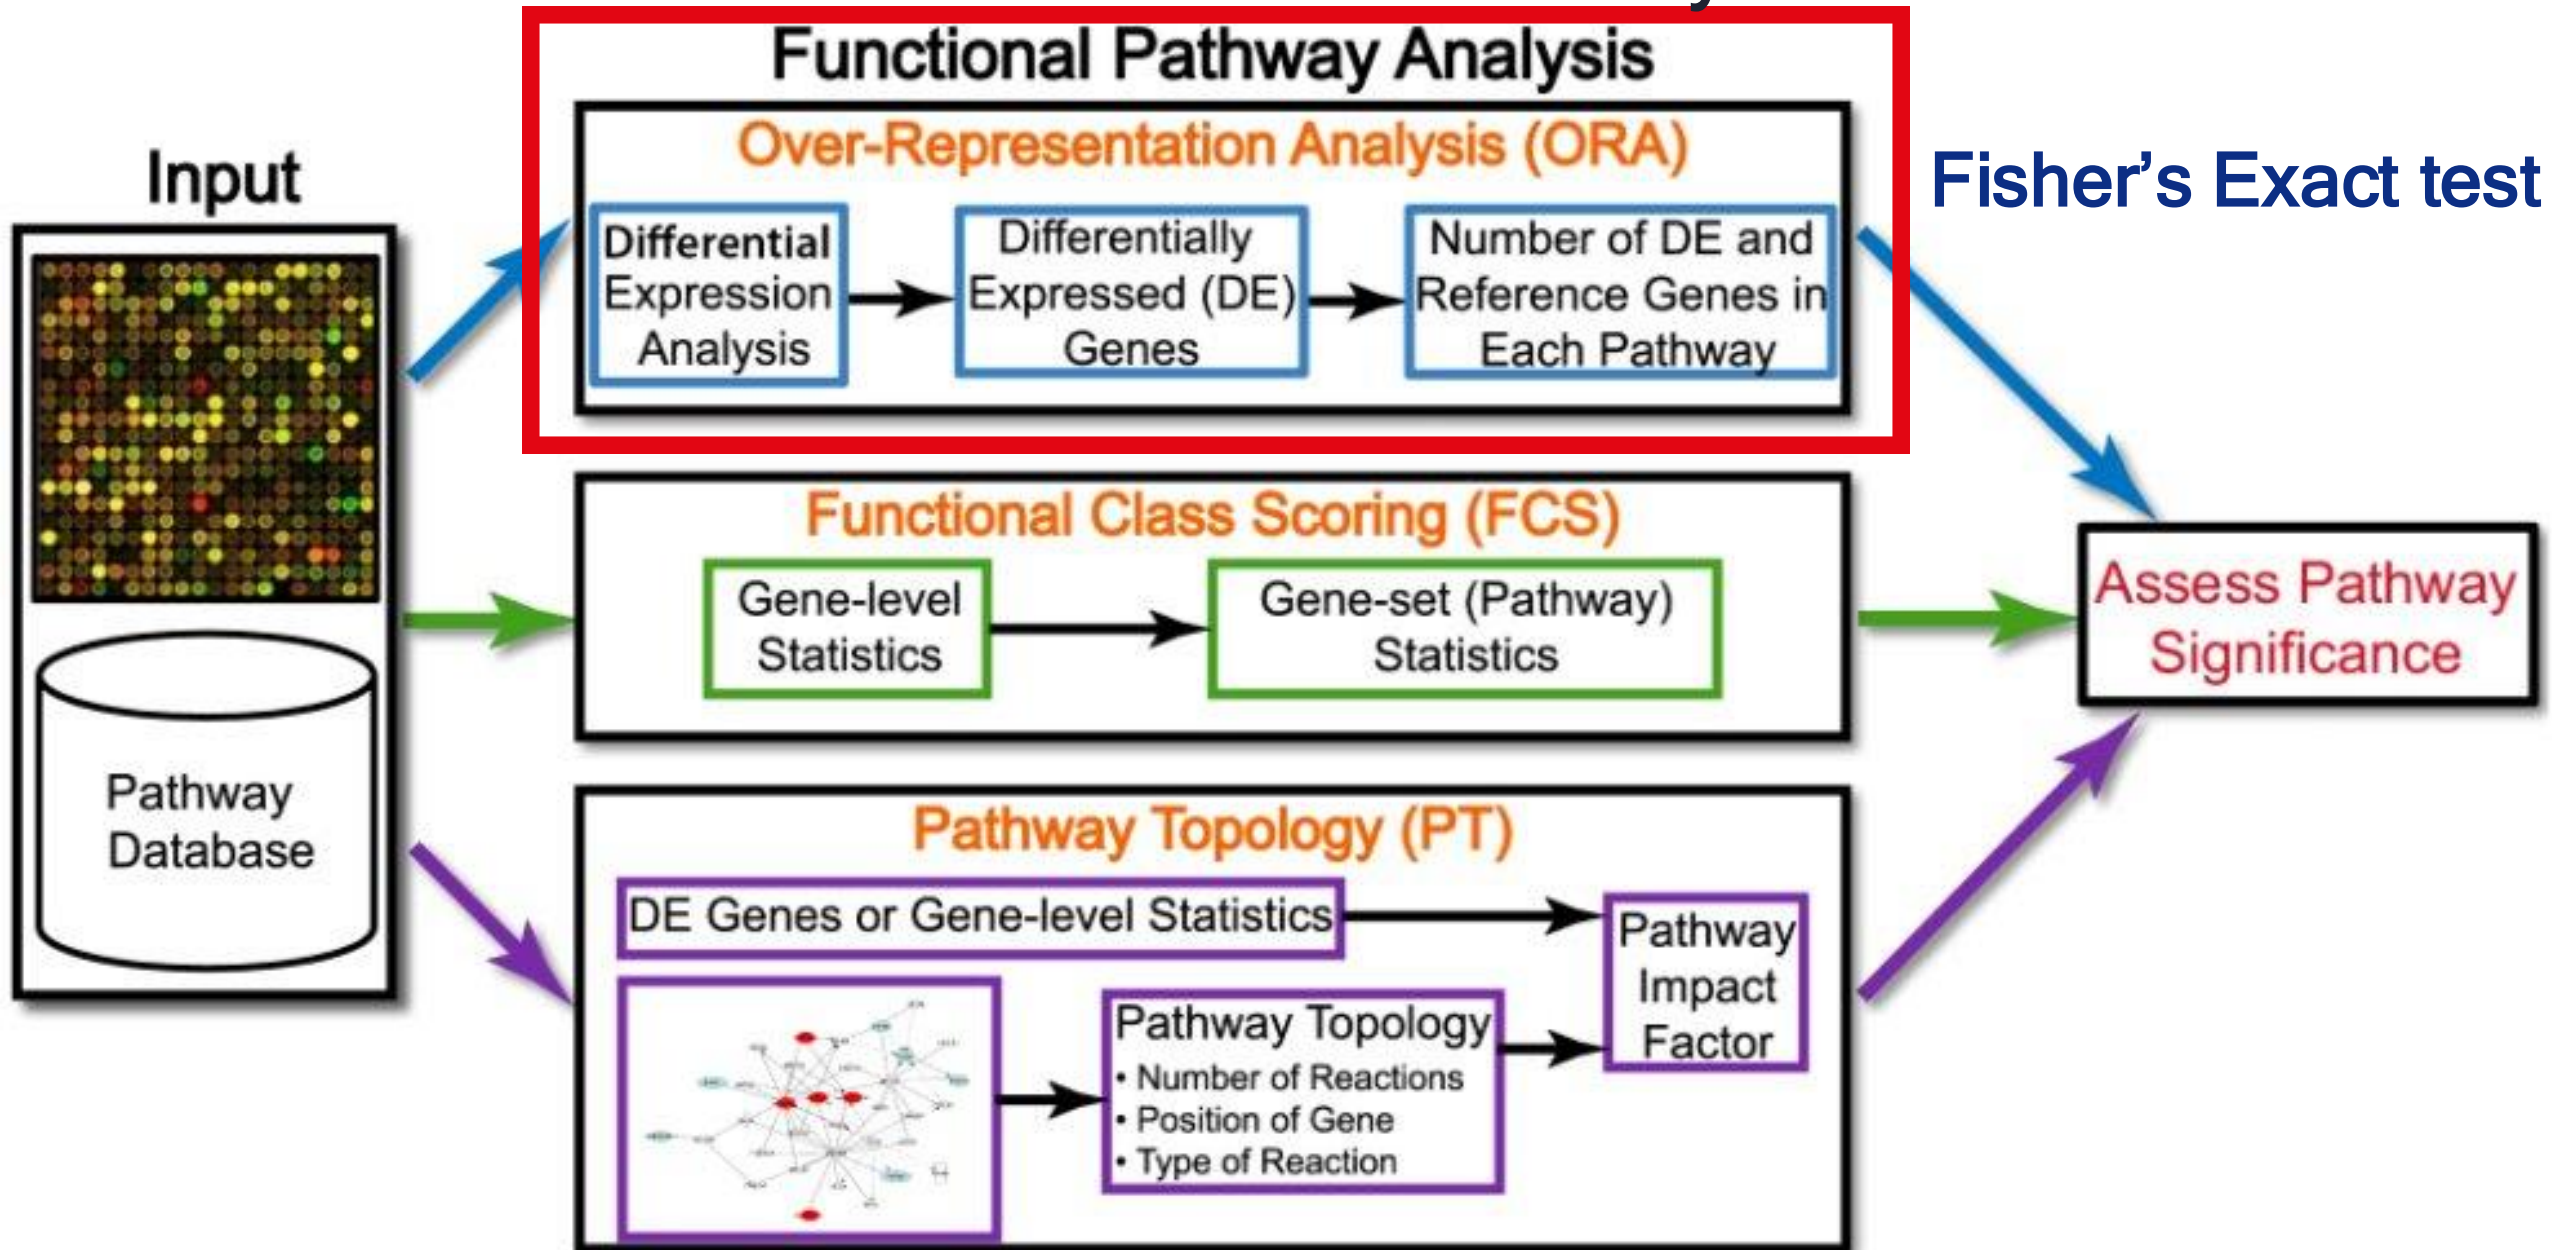 Functional Pathway Analysis
Input
Over-Representation Analysis (ORA)
Differential
Expression
Analysis
Differentially
Expressed (DE)
Genes
Number of DE and
Reference Genes in
Each Pathway
Fisher’s Exact test
Functional Class Scoring (FCS)
Gene-level
Statistics
Gene-set (Pathway)
Statistics
Assess Pathway
Significance
Pathway
Database
Pathway Topology (PT)
DE Genes or Gene-level Statistics
Pathway Topology
• Number of Reactions
• Position of Gene
• Type of Reaction
Pathway
Impact
Factor